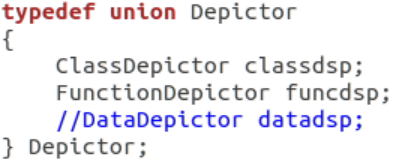 typedef union Depictor
{
    ClassDepictor classdsp;
    FunctionDepictor funcdsp;
    //DataDepictor datadsp;
} Depictor;